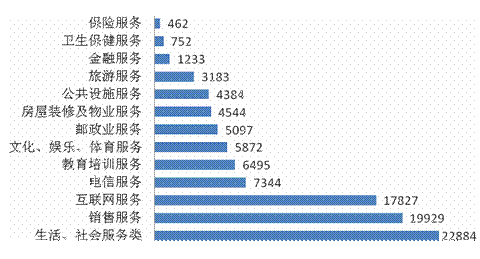 保险服务 462
卫生保健服务 752
金融服务 1233
旅游服务 3183
公共设施服务 4384
房屋装修及物业服务 4544
邮政业服务 5097
文化、娱乐、体育服务 5872
教育培训服务 6495
电信服务 7344
互联网服务 17827
销售服务 19929
生活、社会服务类 22884